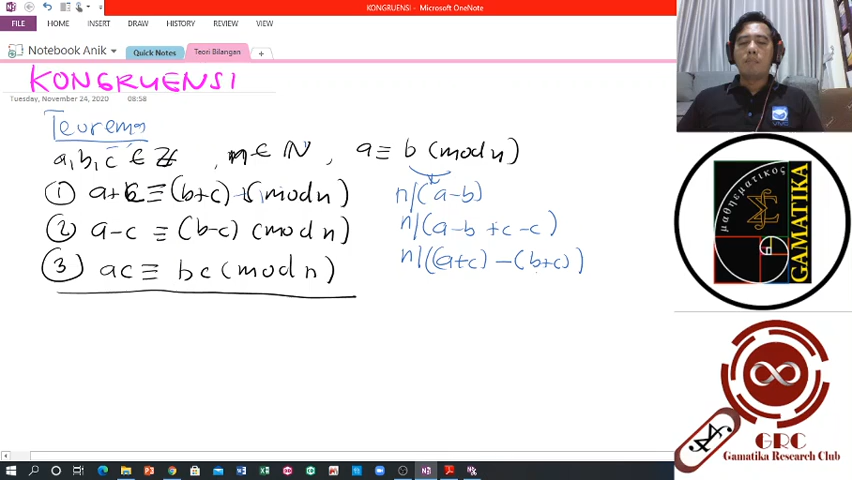 KONGRUENSI - Microsoft OneNote
FILE HOME INSERT DRAW HISTORY REVIEW VIEW
Notebook Anik Quick Notes Teori Bilangan
KONGRUENSI
Tuesday, November 24, 2020 08:58
Teorema
a, b, c ∈ Z , n ∈ N , a ≡ b (mod n)
① a+c ≡ (b+c) (mod n) n|(a-b)
② a-c ≡ (b-c) (mod n) n|(a-b+c-c)
③ ac ≡ bc (mod n) n|((a+c)-(b+c))
μαθηματικος
GAMATIKA
GRC
Gamatika Research Club